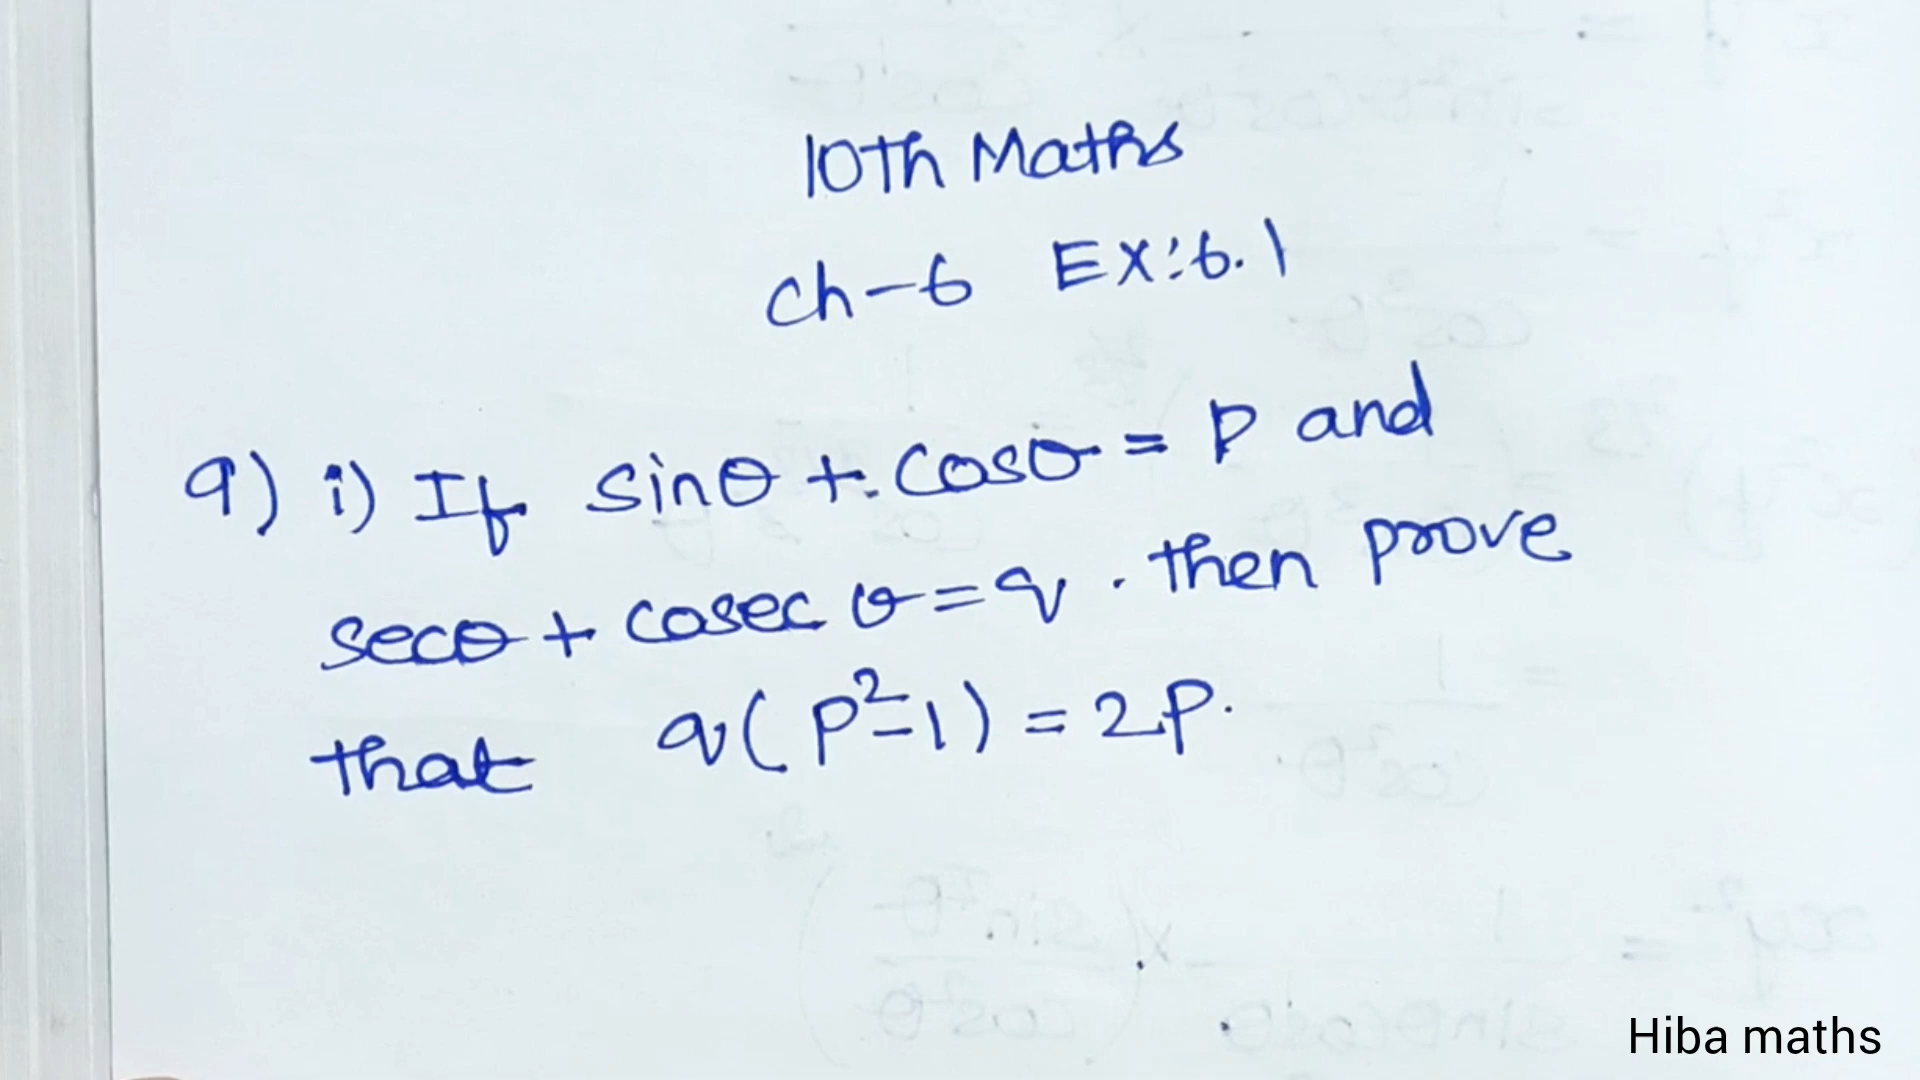 10th Maths
Ch-6 Ex:6.1
9) i) If sinθ + cosθ = P and
secθ + cosec θ = q. then prove
that q(P²-1) = 2P.
Hiba maths